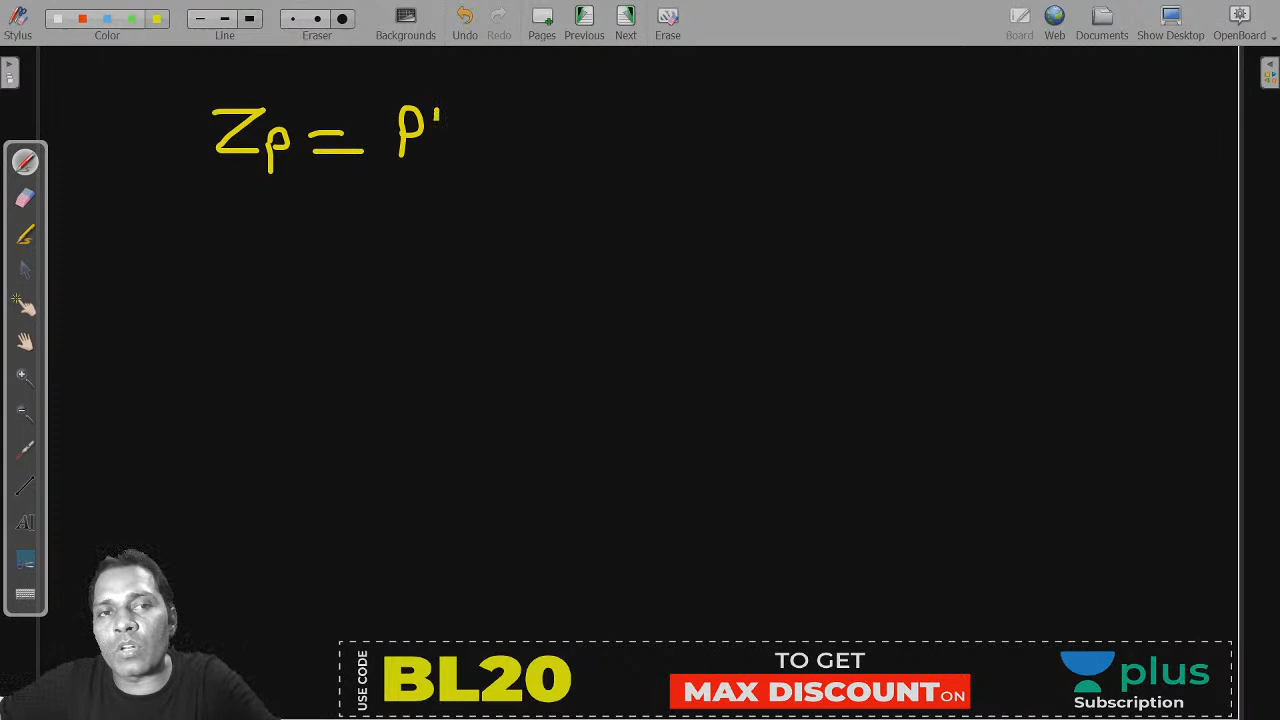 Stylus Color Line Eraser Backgrounds Undo Redo Pages Previous Next Erase Board Web Documents Show Desktop OpenBoard
Zp = P'
USE CODE
BL20
TO GET
MAX DISCOUNT ON
plus
Subscription